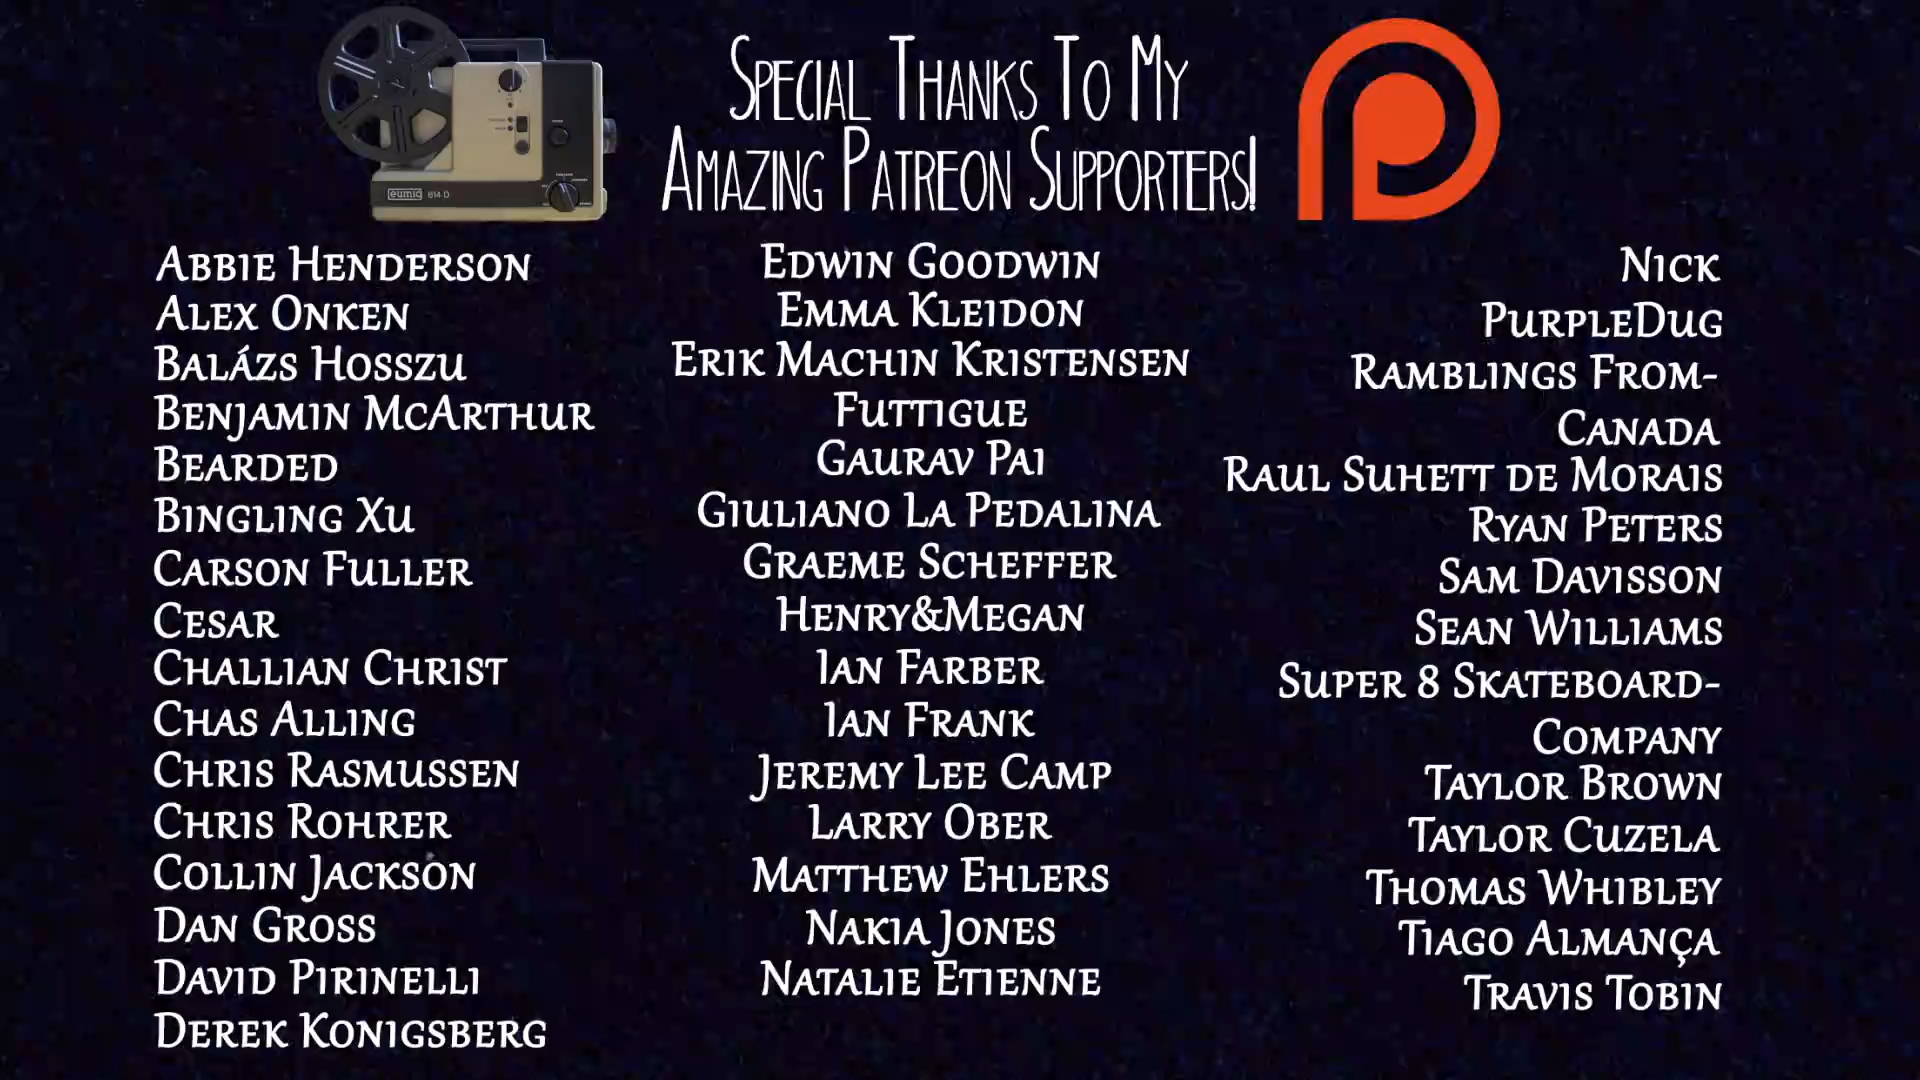 Special Thanks To My
Amazing Patreon Supporters!
eumig 614 D
Abbie Henderson
Alex Onken
Balázs Hosszu
Benjamin McArthur
Bearded
Bingling Xu
Carson Fuller
Cesar
Challian Christ
Chas Alling
Chris Rasmussen
Chris Rohrer
Collin Jackson
Dan Gross
David Pirinelli
Derek Konigsberg
Edwin Goodwin
Emma Kleidon
Erik Machin Kristensen
Futtigue
Gaurav Pai
Giuliano La Pedalina
Graeme Scheffer
Henry&Megan
Ian Farber
Ian Frank
Jeremy Lee Camp
Larry Ober
Matthew Ehlers
Nakia Jones
Natalie Etienne
Nick
PurpleDug
Ramblings From-
Canada
Raul Suhett de Morais
Ryan Peters
Sam Davisson
Sean Williams
Super 8 Skateboard-
Company
Taylor Brown
Taylor Cuzela
Thomas Whibley
Tiago Almança
Travis Tobin